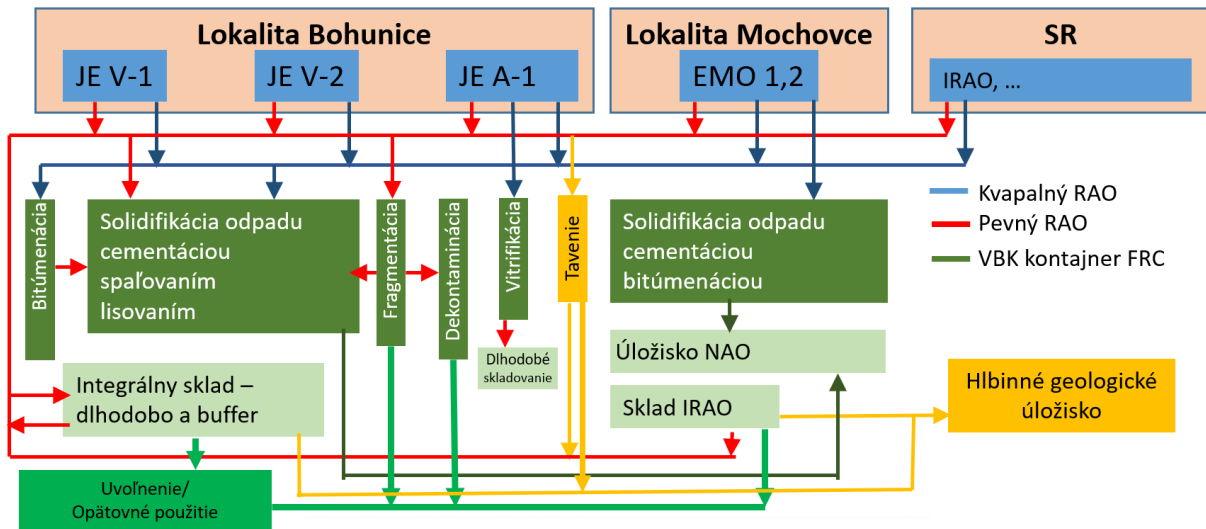 Lokalita Bohunice
Lokalita Mochovce
SR
JE V-1
JE V-2
JE A-1
EMO 1,2
IRAO, ...
Kvapalný RAO
Pevný RAO
VBK kontajner FRC
Bitúmenácia
Solidifikácia odpadu
cementáciou
spaľovaním
lisovaním
Fragmentácia
Dekontaminácia
Vitrifikácia
Tavenie
Solidifikácia odpadu
cementáciou
bitúmenáciou
Dlhodobé
skladovanie
Úložisko NAO
Integrálny sklad –
dlhodobo a buffer
Sklad IRAO
Hlbinné geologické
úložisko
Uvoľnenie/
Opätovné použitie